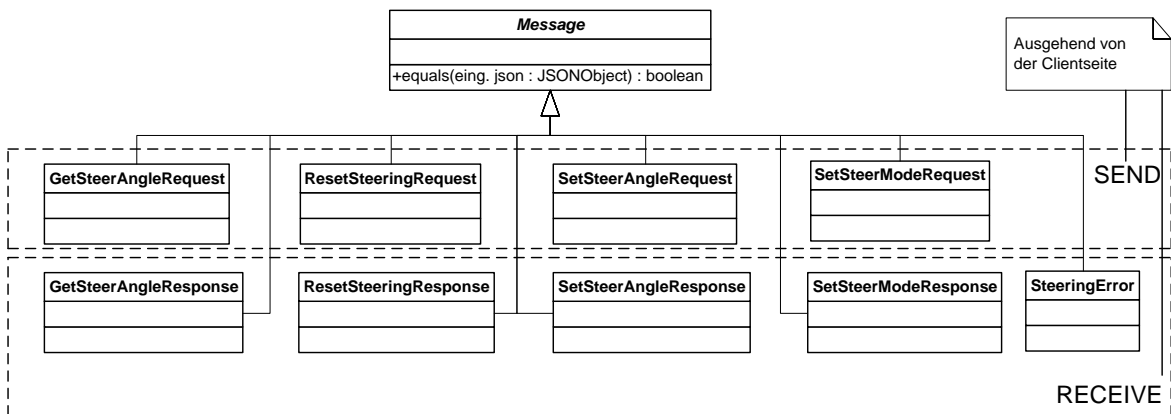 Message
+equals(eing. json : JSONObject) : boolean
Ausgehend von
der Clientseite
GetSteerAngleRequest
ResetSteeringRequest
SetSteerAngleRequest
SetSteerModeRequest
SEND
GetSteerAngleResponse
ResetSteeringResponse
SetSteerAngleResponse
SetSteerModeResponse
SteeringError
RECEIVE